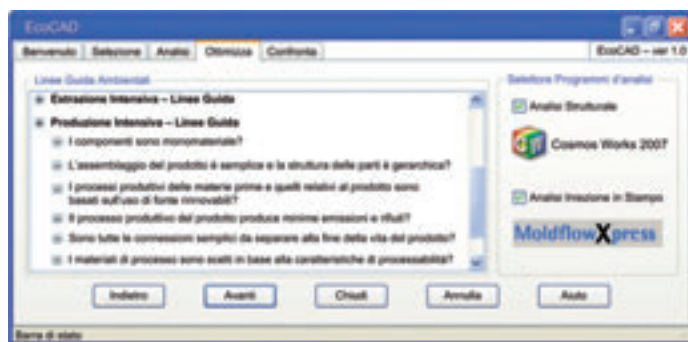 EcoCAD
Benvenuto Selezione Analisi Ottimizza Confronta EcoCAD – ver 1.0
Linee Guida Ambientali
Estrazione Intensiva – Linee Guida
Produzione Intensiva – Linee Guida
I componenti sono monomateriale?
L'assemblaggio del prodotto è semplice e la struttura delle parti è gerarchica?
I processi produttivi delle materie prime e quelli relativi al prodotto sono
basati sull'uso di fonte rinnovabili?
Il processo produttivo del prodotto produce minime emissioni e rifiuti?
Sono tutte le connessioni semplici da separare alla fine della vita del prodotto?
I materiali di processo sono scelti in base alla caratteristiche di processabilità?
Selettore Programmi d'analisi
Analisi Strutturale
Cosmos Works 2007
Analisi Iniezione in Stampo
MoldflowXpress
Indietro Avanti Chiudi Annulla Aiuto
Barra di stato